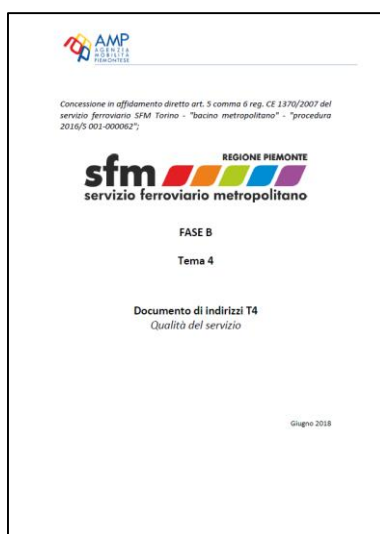 AMP
AGENZIA
MOBILITÀ
PIEMONTESE
Concessione in affidamento diretto art. 5 comma 6 reg. CE 1370/2007 del
servizio ferroviario SFM Torino - "bacino metropolitano" - "procedura
2016/S 001-000062";
REGIONE PIEMONTE
sfm
servizio ferroviario metropolitano
FASE B
Tema 4
Documento di indirizzi T4
Qualità del servizio
Giugno 2018